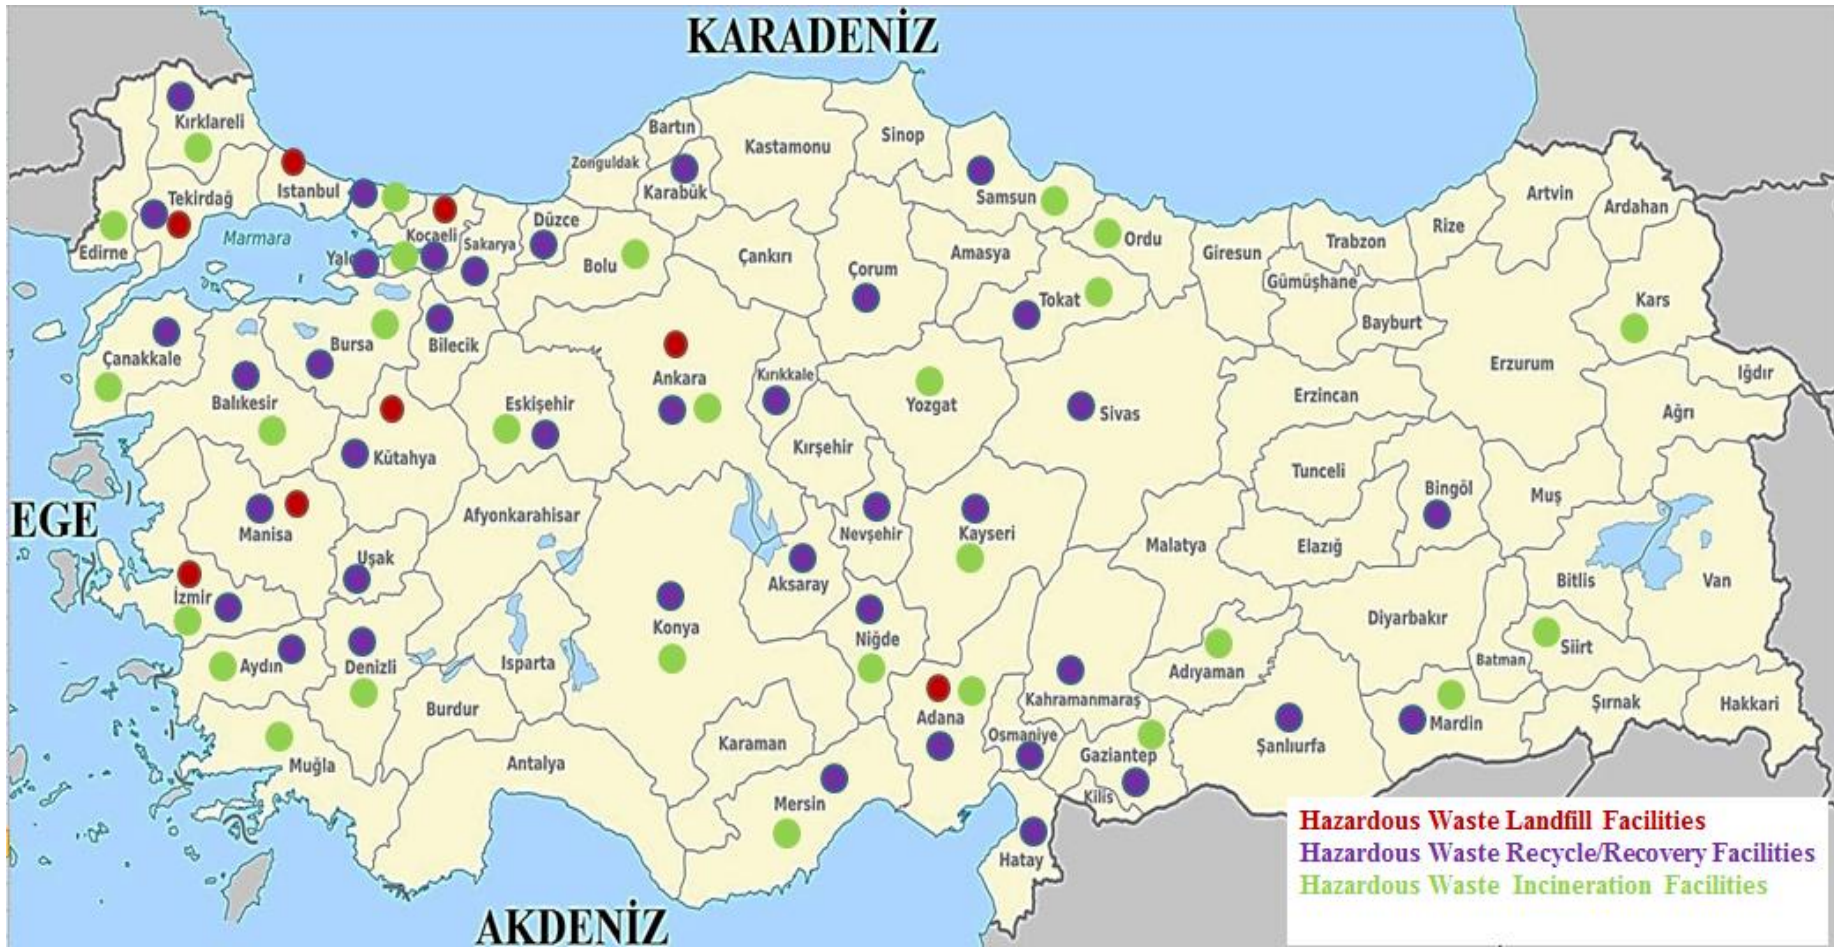 KARADENİZ
Kırklareli
Bartın
Kastamonu
Sinop
Zonguldak
Karabük
Istanbul
Tekirdağ
Samsun
Artvin
Ardahan
Edirne
Marmara
Kocaeli
Sakarya
Düzce
Bolu
Çankırı
Çorum
Amasya
Ordu
Giresun
Trabzon
Rize
Gümüşhane
Tokat
Bayburt
Kars
Çanakkale
Bursa
Bilecik
Ankara
Kırıkkale
Yozgat
Sivas
Erzincan
Erzurum
Iğdır
Ağrı
Balıkesir
Eskişehir
Kütahya
Kırşehir
Tunceli
Bingöl
Muş
EGE
Manisa
Afyonkarahisar
Nevşehir
Kayseri
Malatya
Elazığ
Uşak
Aksaray
Bitlis
Van
İzmir
Konya
Niğde
Diyarbakır
Aydın
Denizli
Isparta
Adıyaman
Batman
Siirt
Kahramanmaraş
Burdur
Adana
Şırnak
Hakkari
Mardin
Muğla
Antalya
Karaman
Osmaniye
Gaziantep
Şanlıurfa
Mersin
Kilis
Hatay
Hazardous Waste Landfill Facilities
Hazardous Waste Recycle/Recovery Facilities
Hazardous Waste Incineration Facilities
AKDENİZ